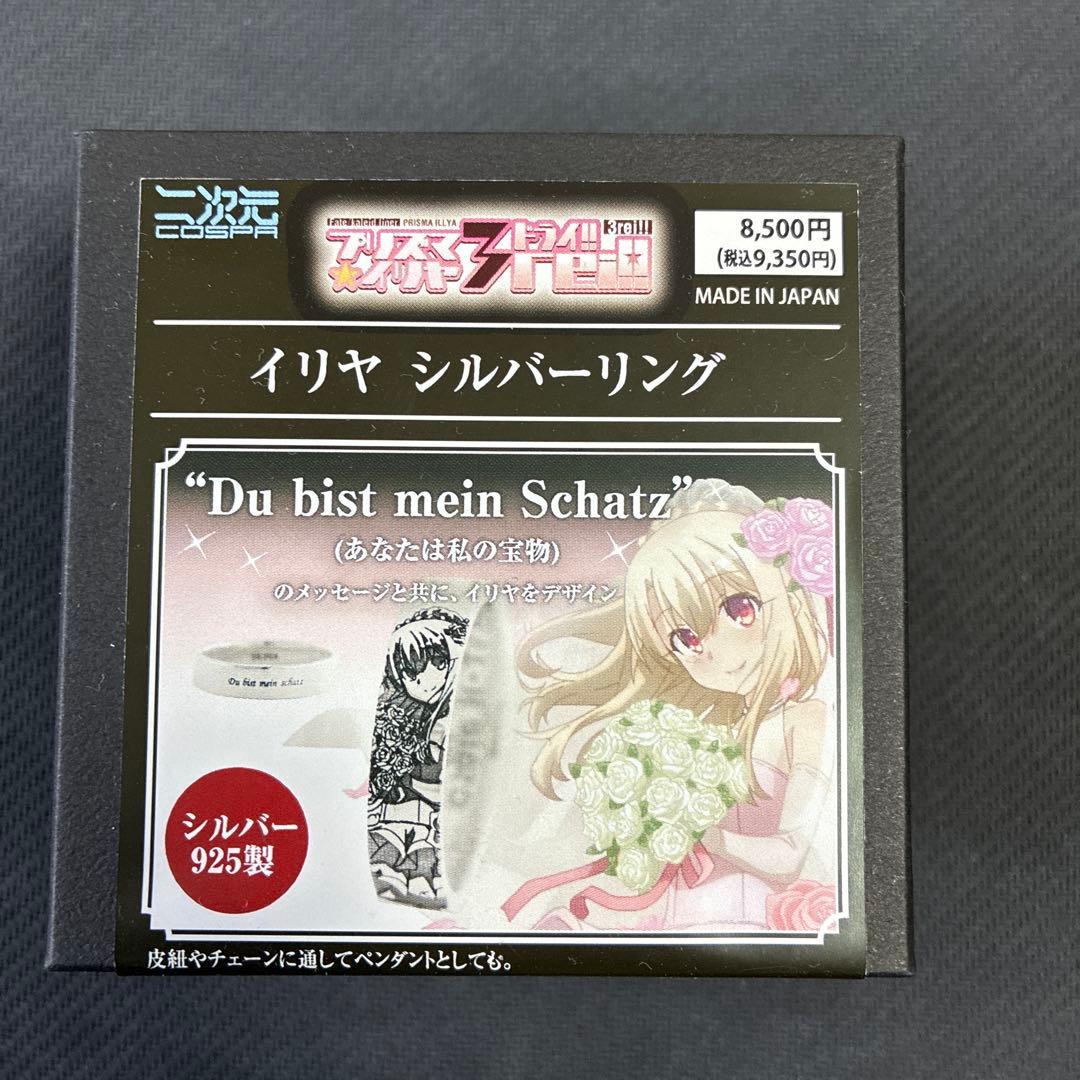 二次元
COSPA
Fate/kaleid liner PRISMA ILLYA
プリズマ☆イリヤ 3rei!!
ドライ!!
8,500円
(税込9,350円)
MADE IN JAPAN
イリヤ シルバーリング
“Du bist mein Schatz”
(あなたは私の宝物)
のメッセージと共に、イリヤをデザイン
Du bist mein schatz
シルバー
925製
皮紐やチェーンに通してペンダントとしても。